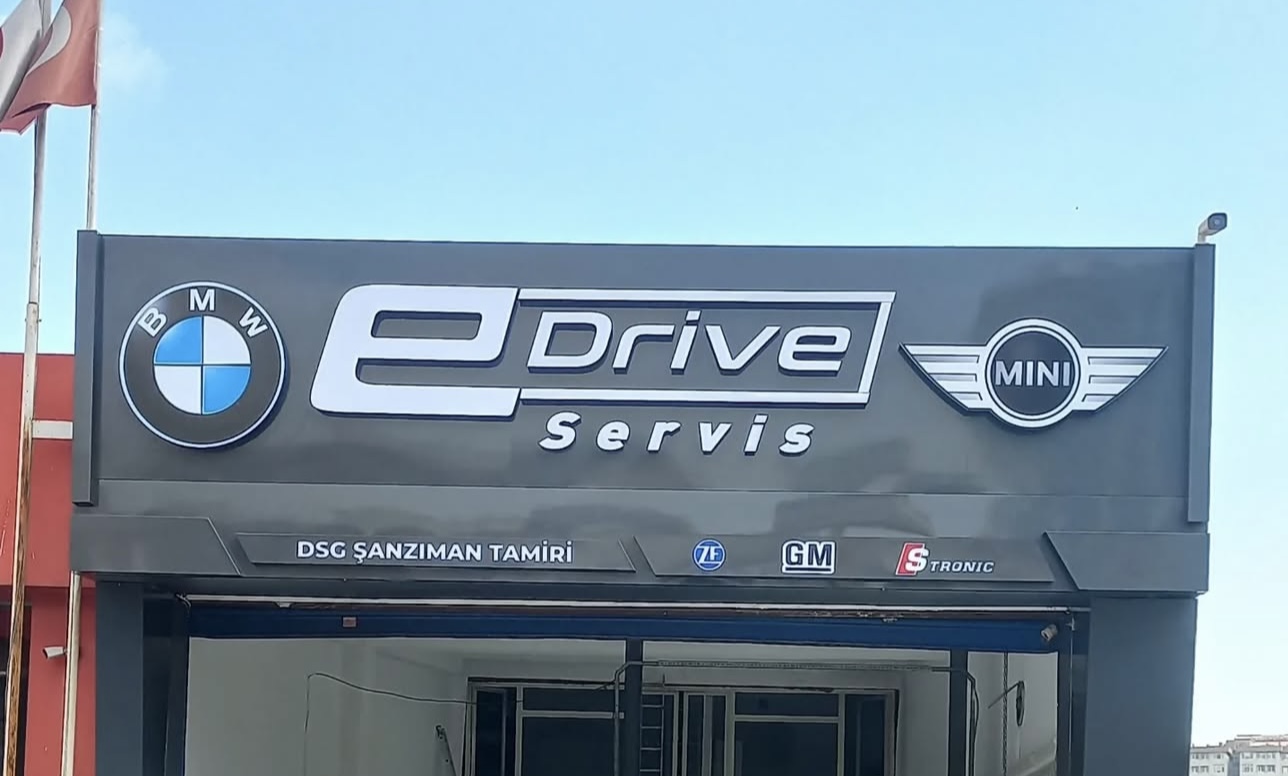 BMW
eDrive
Servis
MINI
DSG ŞANZIMAN TAMİRİ
ZF
GM
S TRONIC